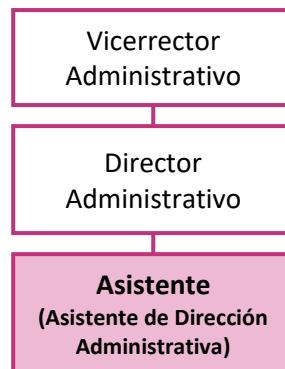 Vicerrector
Administrativo
Director
Administrativo
Asistente
(Asistente de Dirección
Administrativa)